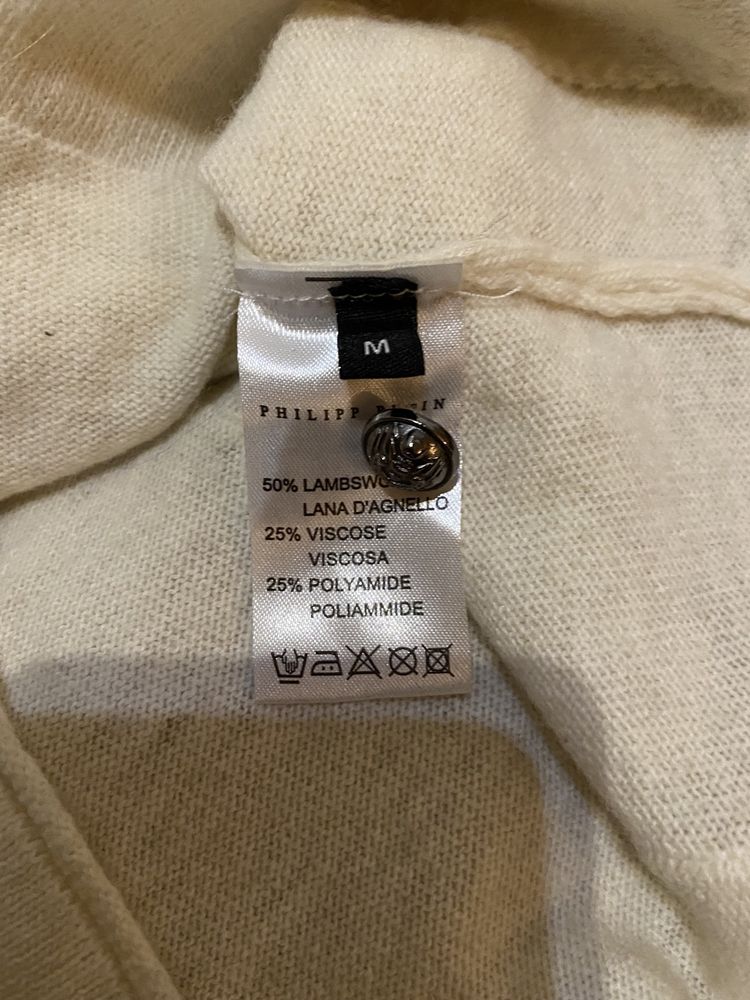 M
PHILIPP
50% LAMBSWO
LANA D'AGNELLO
25% VISCOSE
VISCOSA
25% POLYAMIDE
POLIAMMIDE